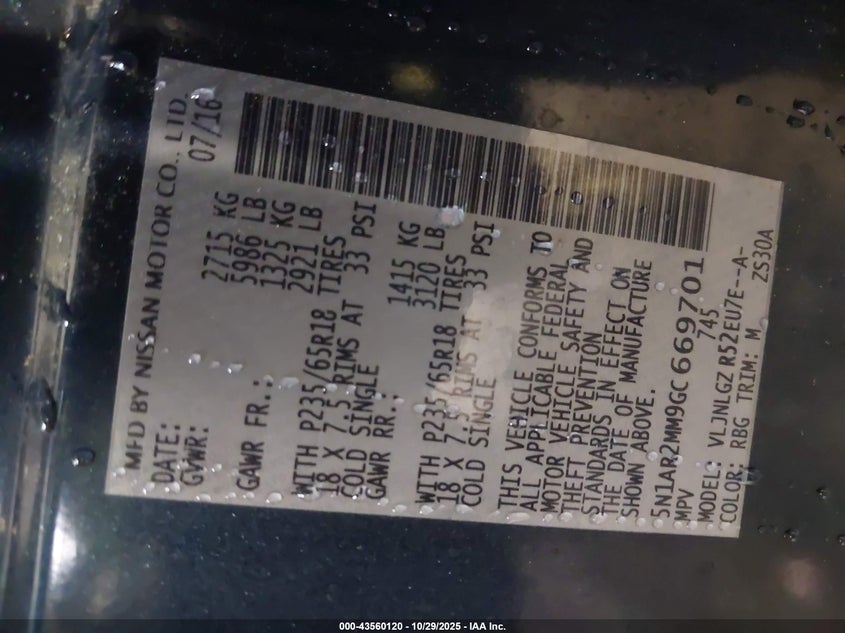 MFD BY NISSAN MOTOR CO., LTD.
DATE: 07/16
GVWR: 2715 KG
5986 LB
GAWR FR.: 1325 KG
2921 LB
WITH P235/65R18 TIRES
18 X 7.5 RIMS AT 33 PSI
COLD SINGLE
GAWR RR.: 1415 KG
3120 LB
WITH P235/65R18 TIRES
18 X 7.5 RIMS AT 33 PSI
COLD SINGLE
THIS VEHICLE CONFORMS TO
ALL APPLICABLE FEDERAL
MOTOR VEHICLE SAFETY AND
THEFT PREVENTION
STANDARDS IN EFFECT ON
THE DATE OF MANUFACTURE
SHOWN ABOVE.
5N1AR2MM9GC669701
MPV 745
MODEL: VLJNLGZ R52EU7E--A-
COLOR: RBG TRIM: M ZS30A
000-43560120 - 10/29/2025 - IAA Inc.